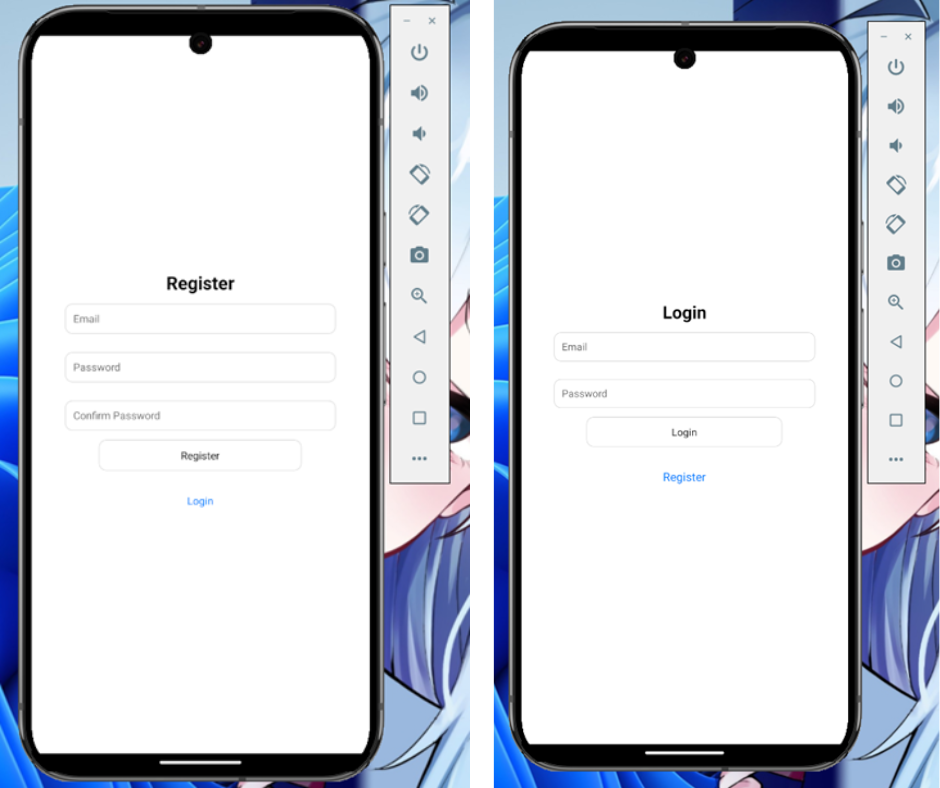 Register
Email
Password
Confirm Password
Register
Login
Login
Email
Password
Login
Register